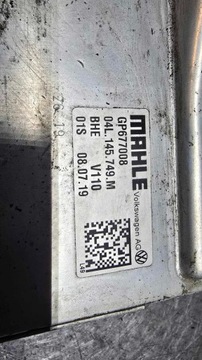 MAHLE
Volkswagen AG
GP677008
04L.145.749.M
BHE V110
01S 08.07.19